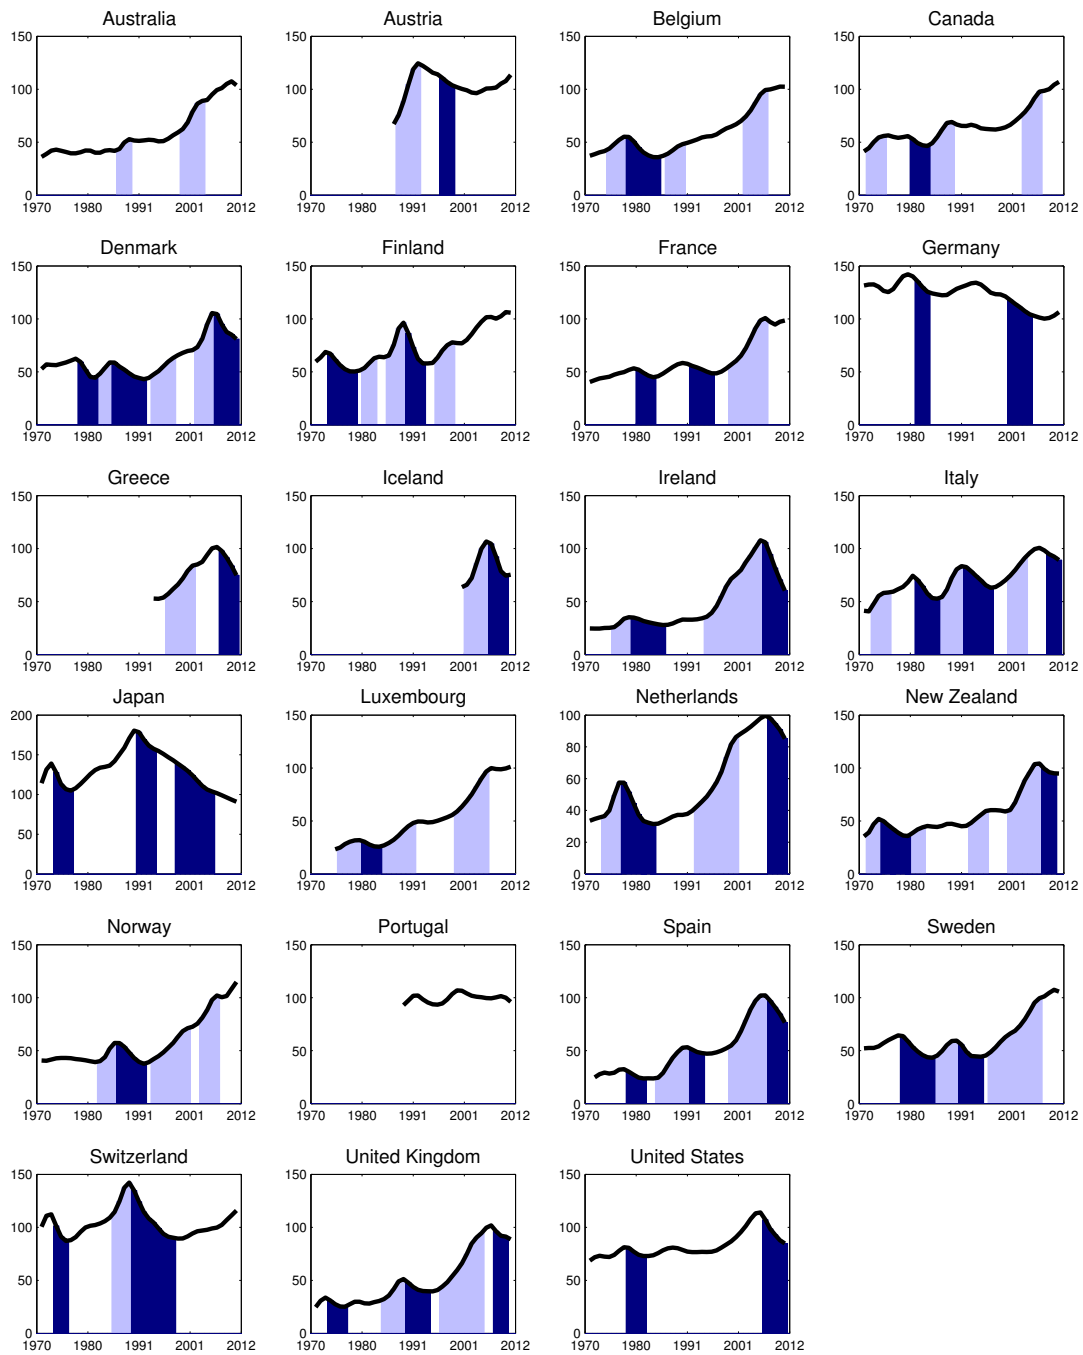 Australia Austria Belgium Canada
150 150 150 150
100 100 100 100
50 50 50 50
0 0 0 0
1970 1980 1991 2001 2012 1970 1980 1991 2001 2012 1970 1980 1991 2001 2012 1970 1980 1991 2001 2012
Denmark Finland France Germany
150 150 150 150
100 100 100 100
50 50 50 50
0 0 0 0
1970 1980 1991 2001 2012 1970 1980 1991 2001 2012 1970 1980 1991 2001 2012 1970 1980 1991 2001 2012
Greece Iceland Ireland Italy
150 150 150 150
100 100 100 100
50 50 50 50
0 0 0 0
1970 1980 1991 2001 2012 1970 1980 1991 2001 2012 1970 1980 1991 2001 2012 1970 1980 1991 2001 2012
Japan Luxembourg Netherlands New Zealand
200 150 100 150
150 100 80 100
100 50 60 50
50 0 40 0
0 20
0
1970 1980 1991 2001 2012 1970 1980 1991 2001 2012 1970 1980 1991 2001 2012 1970 1980 1991 2001 2012
Norway Portugal Spain Sweden
150 150 150 150
100 100 100 100
50 50 50 50
0 0 0 0
1970 1980 1991 2001 2012 1970 1980 1991 2001 2012 1970 1980 1991 2001 2012 1970 1980 1991 2001 2012
Switzerland United Kingdom United States
150 150 150
100 100 100
50 50 50
0 0 0
1970 1980 1991 2001 2012 1970 1980 1991 2001 2012 1970 1980 1991 2001 2012